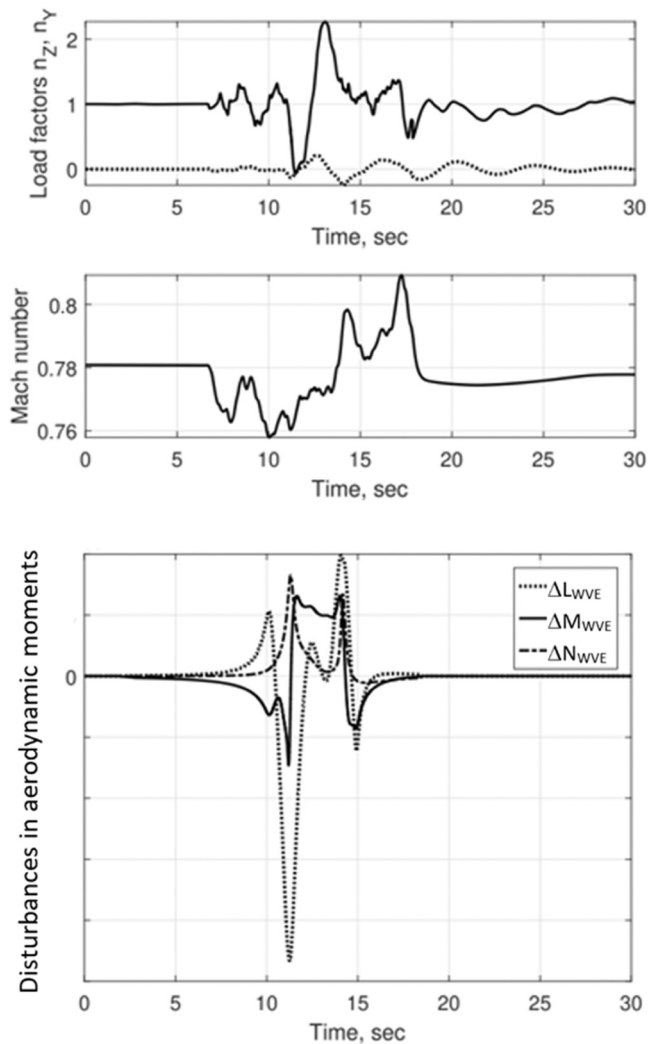 Load factors n_Z, n_Y
2
1
0
0 5 10 15 20 25 30
Time, sec
Mach number
0.8
0.78
0.76
0 5 10 15 20 25 30
Time, sec
Disturbances in aerodynamic moments
0
ΔL_WVE
ΔM_WVE
ΔN_WVE
0 5 10 15 20 25 30
Time, sec